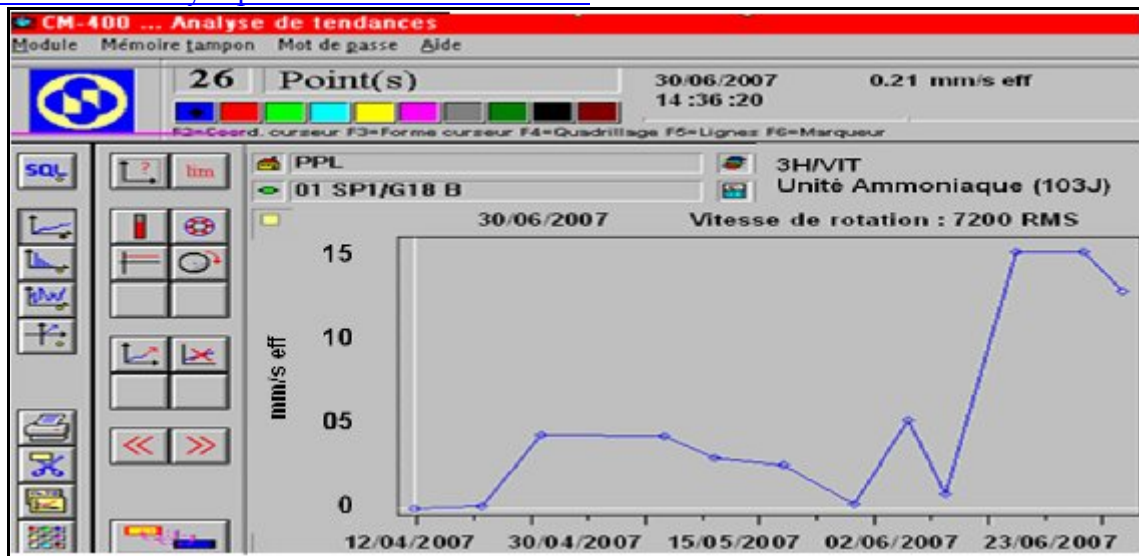 CM-400 ... Analyse de tendances
Module Mémoire tampon Mot de passe Aide
26 Point(s) 30/06/2007 0.21 mm/s eff
14 :36 :20
F2=Coord. curseur F3=Forme curseur F4=Quadrillage F5=Lignes F6=Marqueur
SQL ? lim PPL 3H/VIT
01 SP1/G18 B Unité Ammoniaque (103J)
30/06/2007 Vitesse de rotation : 7200 RMS
15
10
mm/s eff
05
0
12/04/2007 30/04/2007 15/05/2007 02/06/2007 23/06/2007